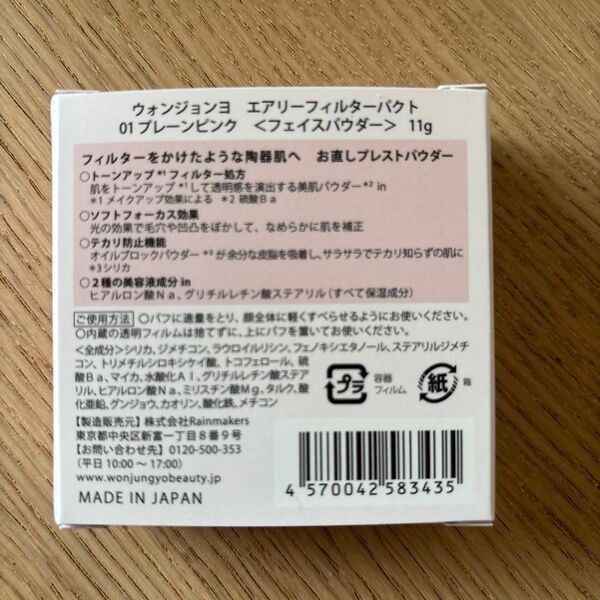 ウォンジョンヨ　エアリーフィルターパクト
01 プレーンピンク　＜フェイスパウダー＞　11g
フィルターをかけたような陶器肌へ　お直しプレストパウダー
○トーンアップ*1フィルター処方
肌をトーンアップ*1して透明感を演出する美肌パウダー*2 in
*1 メイクアップ効果による　*2 硫酸Ba
○ソフトフォーカス効果
光の効果で毛穴や凹凸をぼかして、なめらかに肌を補正
○テカリ防止機能
オイルブロックパウダー*3が余分な皮脂を吸着し、サラサラでテカリ知らずの肌に
*3シリカ
○2種の美容液成分 in
ヒアルロン酸Na、グリチルレチン酸ステアリル（すべて保湿成分）
ご使用方法 ○パフに適量をとり、顔全体に軽くすべらせるようにお使いください。
○内蔵の透明フィルムは捨てずに、上にパフを置いてお使いください。
＜全成分＞シリカ、ジメチコン、ラウロイルリシン、フェノキシエタノール、ステアリルジメチ
コン、トリメチルシロキシケイ酸、トコフェロール、硫
酸Ba、マイカ、水酸化Al、グリチルレチン酸ステア
リル、ヒアルロン酸Na、ミリスチン酸Mg、タルク、酸
化亜鉛、グンジョウ、カオリン、酸化鉄、メチコン
プラ
容器
フィルム
紙
箱
【製造販売元】株式会社Rainmakers
東京都中央区新富一丁目8番9号
【お問い合わせ先】0120-500-353
（平日 10:00 〜 17:00）
www.wonjungyobeauty.jp
MADE IN JAPAN
4 570042 583435